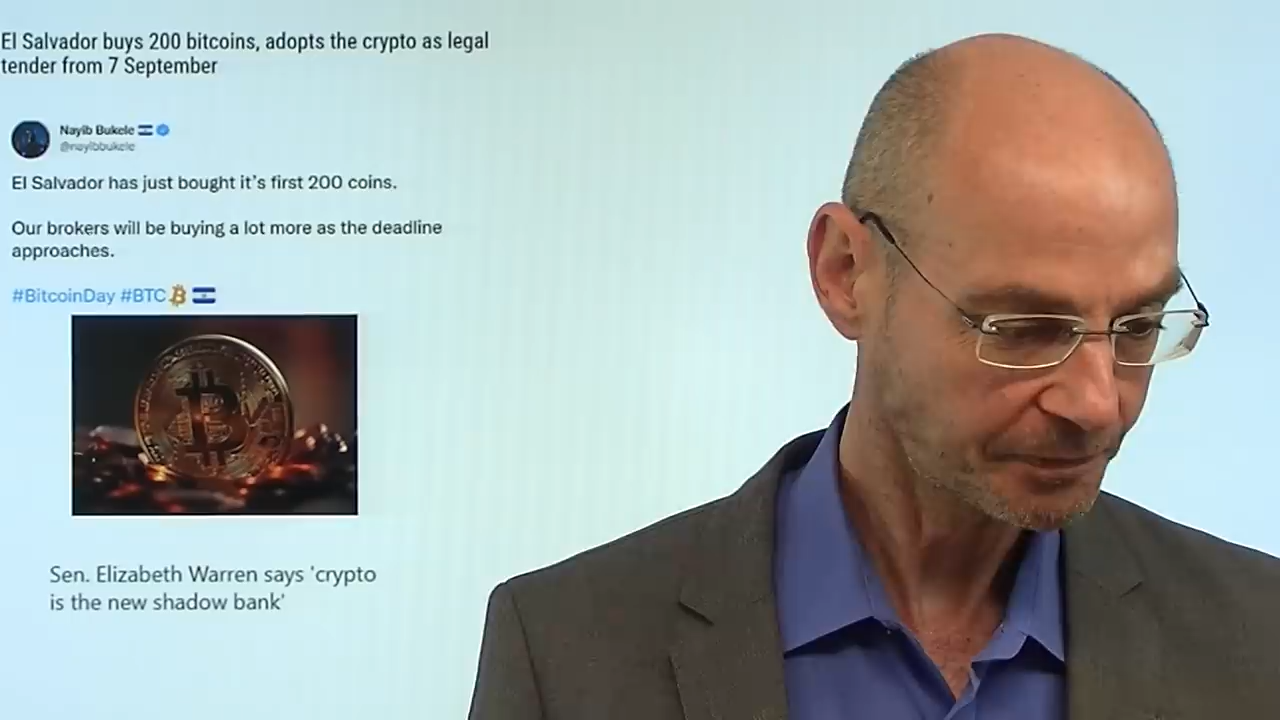 El Salvador buys 200 bitcoins, adopts the crypto as legal
tender from 7 September
Nayib Bukele
@nayibbukele
El Salvador has just bought it's first 200 coins.
Our brokers will be buying a lot more as the deadline
approaches.
#BitcoinDay #BTC
Sen. Elizabeth Warren says 'crypto
is the new shadow bank'